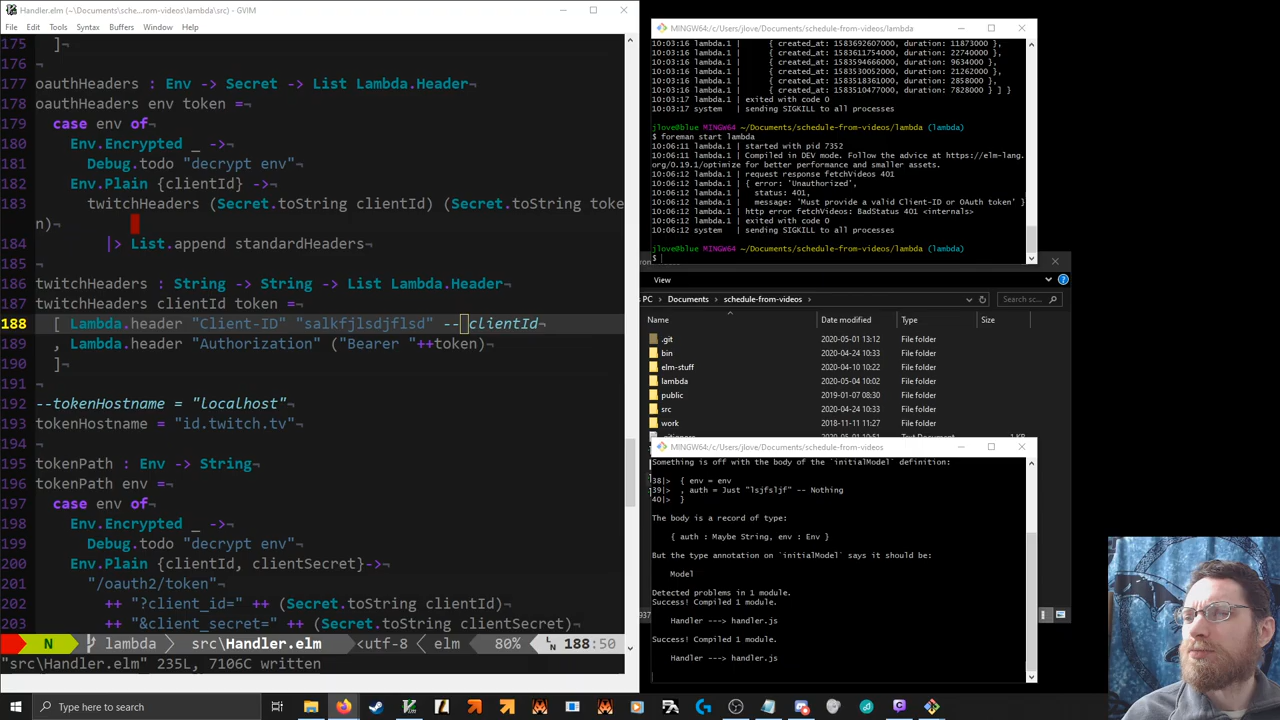 Handler.elm (~\Docume...rom-videos\lambda\src) - GVIM
File Edit Tools Syntax Buffers Window Help
175 ]¬
176 ¬
177 oauthHeaders : Env -> Secret -> List Lambda.Header¬
178 oauthHeaders env token =¬
179 case env of¬
180 Env.Encrypted _ ->¬
181 Debug.todo "decrypt env"¬
182 Env.Plain {clientId} ->¬
183 twitchHeaders (Secret.toString clientId) (Secret.toString toke
n)¬
184 |> List.append standardHeaders¬
185 ¬
186 twitchHeaders : String -> String -> List Lambda.Header¬
187 twitchHeaders clientId token =¬
188 [ Lambda.header "Client-ID" "salkfjlsdjflsd" --clientId¬
189 , Lambda.header "Authorization" ("Bearer "++token)¬
190 ]¬
191 ¬
192 --tokenHostname = "localhost"¬
193 tokenHostname = "id.twitch.tv"¬
194 ¬
195 tokenPath : Env -> String¬
196 tokenPath env =¬
197 case env of¬
198 Env.Encrypted _ ->¬
199 Debug.todo "decrypt env"¬
200 Env.Plain {clientId, clientSecret}->¬
201 "/oauth2/token"¬
202 ++ "?client_id=" ++ (Secret.toString clientId)¬
203 ++ "&client_secret=" ++ (Secret.toString clientSecret)¬
N lambda src\Handler.elm <utf-8 elm 80% 188:50
"src\Handler.elm" 235L, 7106C written
MINGW64:/c/Users/jlove/Documents/schedule-from-videos/lambda
10:03:16 lambda.1 | { created_at: 1583692607000, duration: 11873000 },
10:03:16 lambda.1 | { created_at: 1583611754000, duration: 22740000 },
10:03:16 lambda.1 | { created_at: 1583594666000, duration: 9634000 },
10:03:16 lambda.1 | { created_at: 1583530052000, duration: 21262000 },
10:03:16 lambda.1 | { created_at: 1583518361000, duration: 2858000 },
10:03:16 lambda.1 | { created_at: 1583510477000, duration: 7828000 } ] }
10:03:17 lambda.1 | exited with code 0
10:03:17 system | sending SIGKILL to all processes
jlove@blue MINGW64 ~/Documents/schedule-from-videos/lambda (lambda)
$ foreman start lambda
10:06:11 lambda.1 | started with pid 7352
10:06:11 lambda.1 | Compiled in DEV mode. Follow the advice at https://elm-lang.
org/0.19.1/optimize for better performance and smaller assets.
10:06:12 lambda.1 | request response fetchVideos 401
10:06:12 lambda.1 | { error: 'Unauthorized',
10:06:12 lambda.1 | status: 401,
10:06:12 lambda.1 | message: 'Must provide a valid Client-ID or OAuth token' }
10:06:12 lambda.1 | http error fetchVideos: BadStatus 401 <internals>
10:06:12 lambda.1 | exited with code 0
10:06:12 system | sending SIGKILL to all processes
jlove@blue MINGW64 ~/Documents/schedule-from-videos/lambda (lambda)
$
View
PC > Documents > schedule-from-videos >
Search sc...
Name Date modified Type Size
.git 2020-05-01 13:12 File folder
bin 2020-04-24 10:33 File folder
elm-stuff 2020-04-10 10:22 File folder
lambda 2020-05-04 10:02 File folder
public 2019-01-07 08:30 File folder
src 2020-04-24 10:33 File folder
work 2018-11-11 11:27 File folder
.gitignore 2020-05-01 10:51 Text Document 1 KB
MINGW64:/c/Users/jlove/Documents/schedule-from-videos
Something is off with the body of the `initialModel` definition:
38|> { env = env
39|> , auth = Just "lsjfsljf" -- Nothing
40|> }
The body is a record of type:
{ auth : Maybe String, env : Env }
But the type annotation on `initialModel` says it should be:
Model
Detected problems in 1 module.
Success! Compiled 1 module.
Handler ---> handler.js
Success! Compiled 1 module.
Handler ---> handler.js
Type here to search